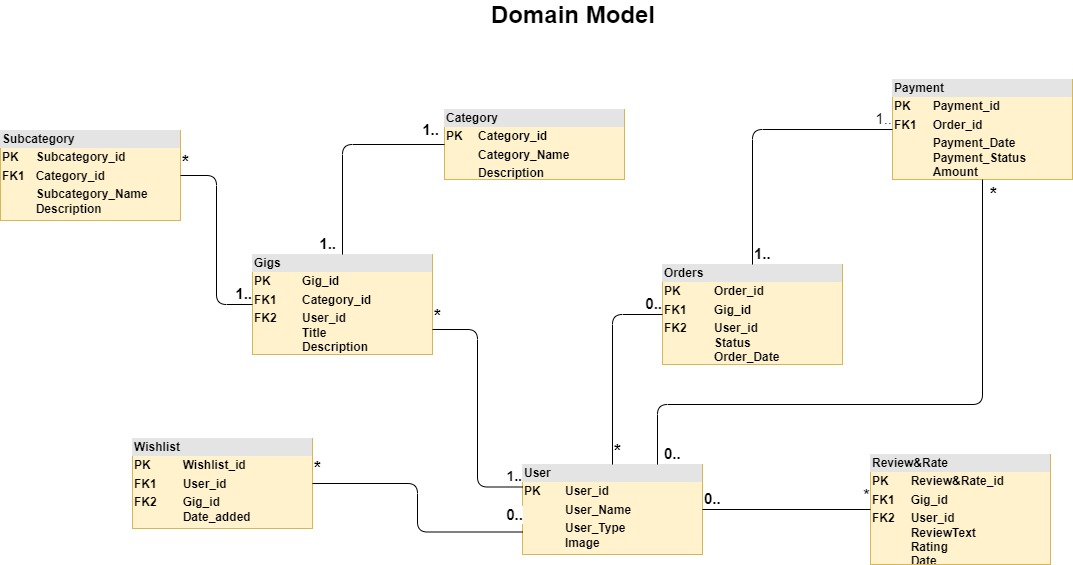 Domain Model
Subcategory
PK Subcategory_id
FK1 Category_id
Subcategory_Name
Description
*
1..
Category
PK Category_id
Category_Name
Description
1..
1..
Payment
PK Payment_id
FK1 Order_id
Payment_Date
Payment_Status
Amount
1..
*
Gigs
PK Gig_id
FK1 Category_id
FK2 User_id
Title
Description
*
1..
Orders
PK Order_id
FK1 Gig_id
FK2 User_id
Status
Order_Date
1..
0..
*
0..
Wishlist
PK Wishlist_id
FK1 User_id
FK2 Gig_id
Date_added
*
0..
User
PK User_id
User_Name
User_Type
Image
0..
*
Review&Rate
PK Review&Rate_id
FK1 Gig_id
FK2 User_id
ReviewText
Rating
Date